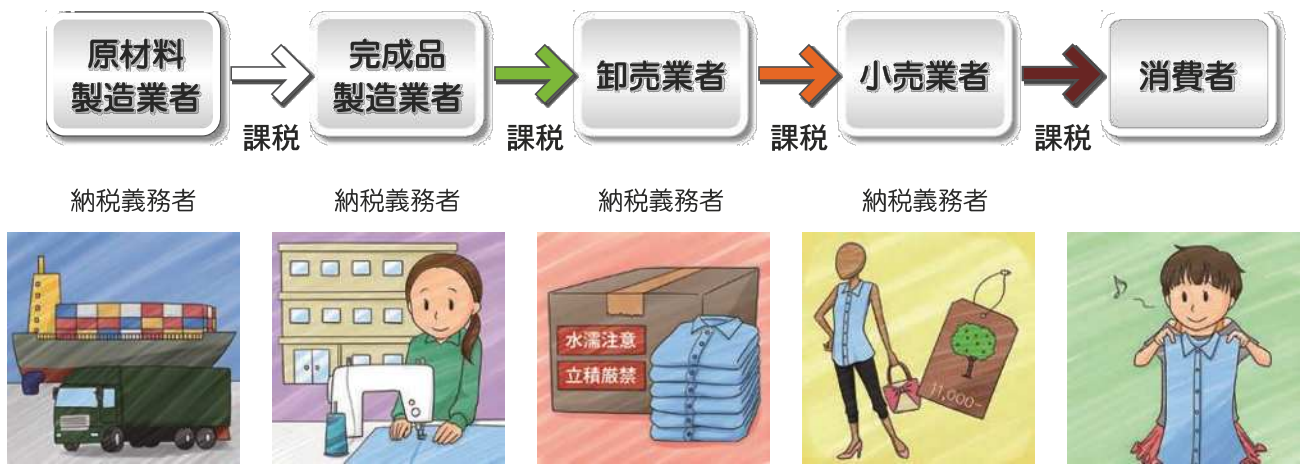 原材料
製造業者
完成品
製造業者
卸売業者
小売業者
消費者
課税
課税
課税
課税
納税義務者
納税義務者
納税義務者
納税義務者
水濡注意
立積厳禁
11,000-